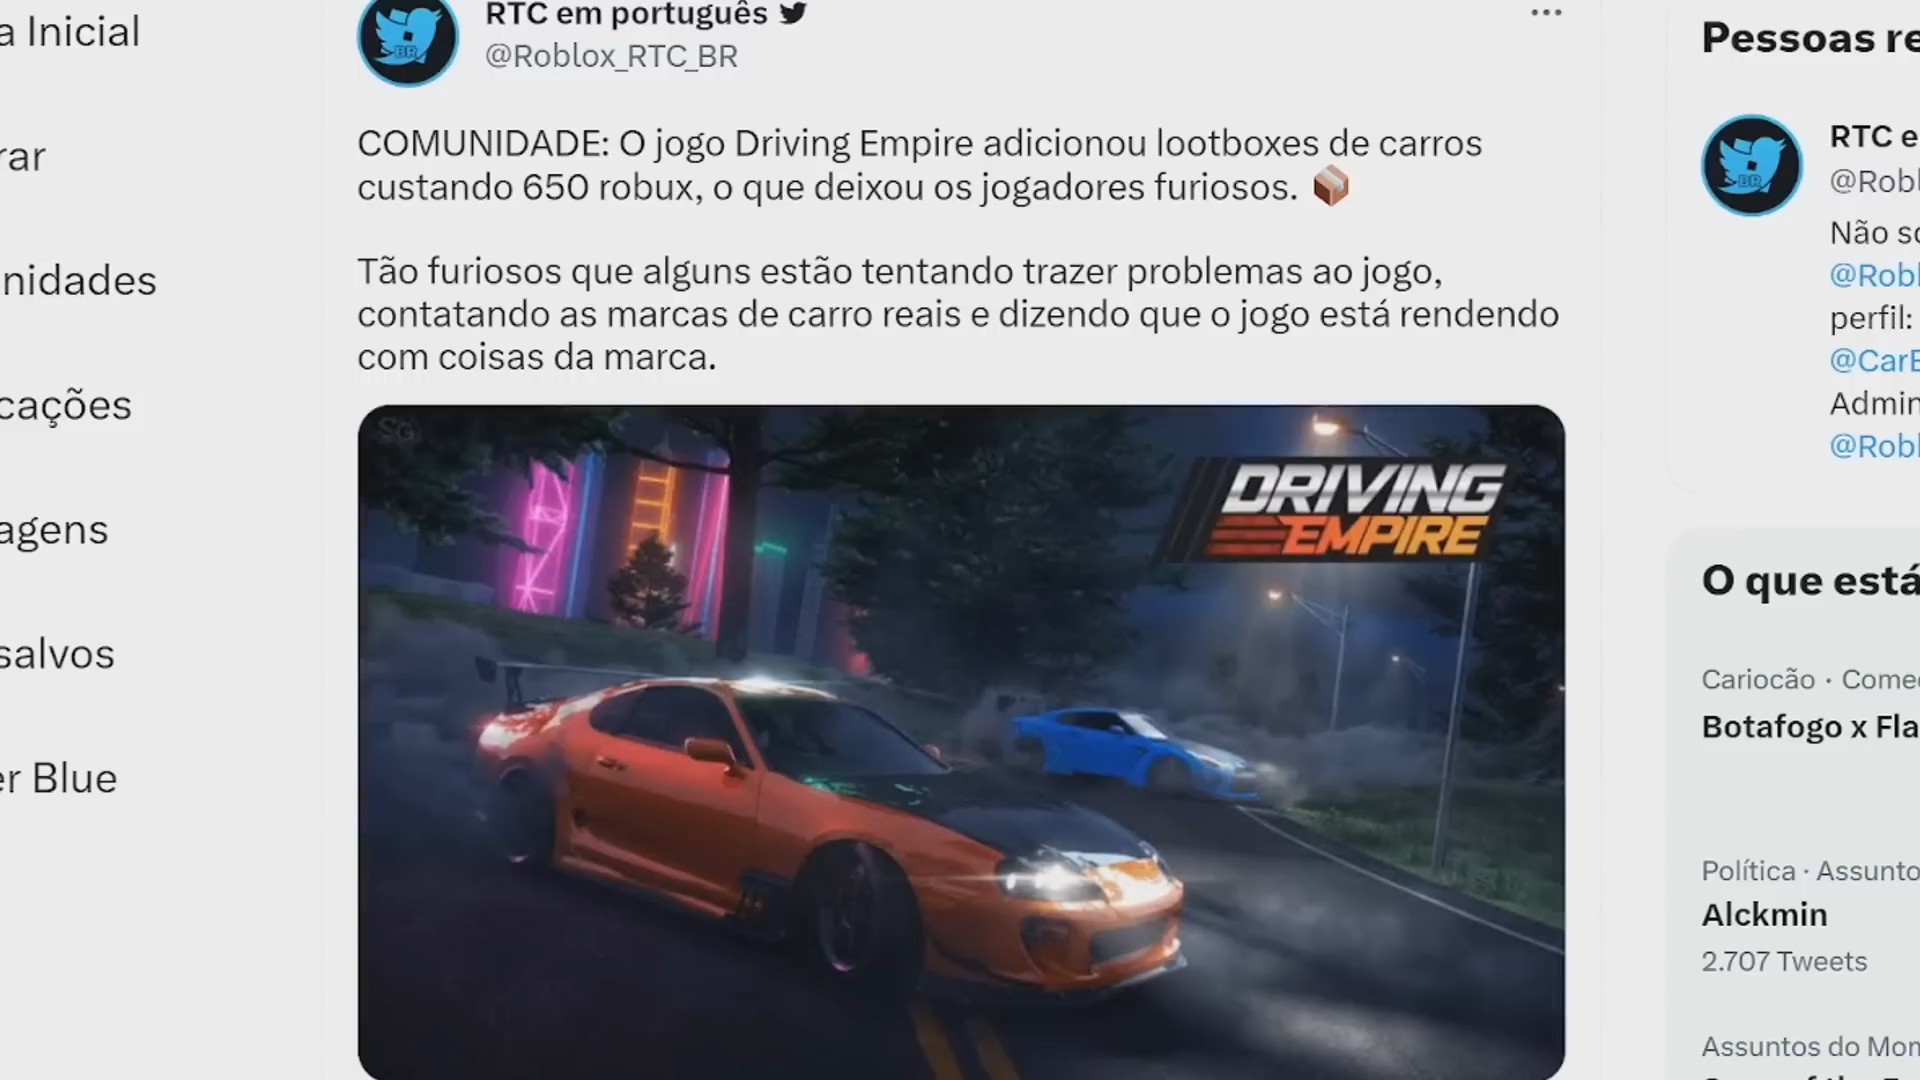 a Inicial
rar
nidades
cações
agens
salvos
er Blue
RTC em português
@Roblox_RTC_BR
COMUNIDADE: O jogo Driving Empire adicionou lootboxes de carros
custando 650 robux, o que deixou os jogadores furiosos.
Tão furiosos que alguns estão tentando trazer problemas ao jogo,
contatando as marcas de carro reais e dizendo que o jogo está rendendo
com coisas da marca.
DRIVING
EMPIRE
Pessoas re
RTC e
@Robl
Não so
@Robl
perfil:
@CarE
Admin
@Robl
O que está
Cariocão · Comec
Botafogo x Fla
Política · Assunto
Alckmin
2.707 Tweets
Assuntos do Mom